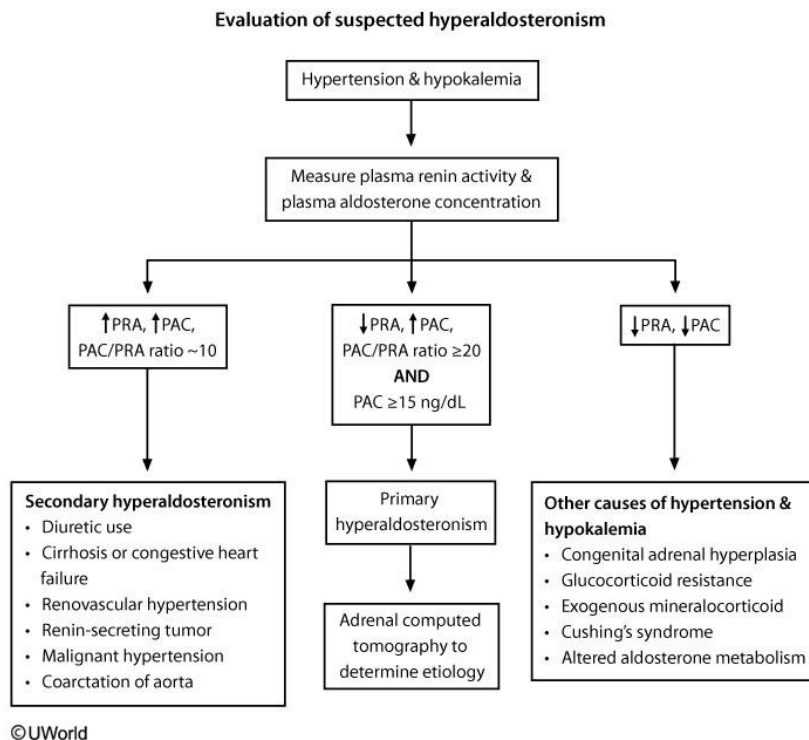 Evaluation of suspected hyperaldosteronism
Hypertension & hypokalemia
Measure plasma renin activity &
plasma aldosterone concentration
↑PRA, ↑PAC,
PAC/PRA ratio ~10
↓PRA, ↑PAC,
PAC/PRA ratio ≥20
AND
PAC ≥15 ng/dL
↓PRA, ↓PAC
Secondary hyperaldosteronism
• Diuretic use
• Cirrhosis or congestive heart
failure
• Renovascular hypertension
• Renin-secreting tumor
• Malignant hypertension
• Coarctation of aorta
Primary
hyperaldosteronism
Adrenal computed
tomography to
determine etiology
Other causes of hypertension &
hypokalemia
• Congenital adrenal hyperplasia
• Glucocorticoid resistance
• Exogenous mineralocorticoid
• Cushing's syndrome
• Altered aldosterone metabolism
©UWorld